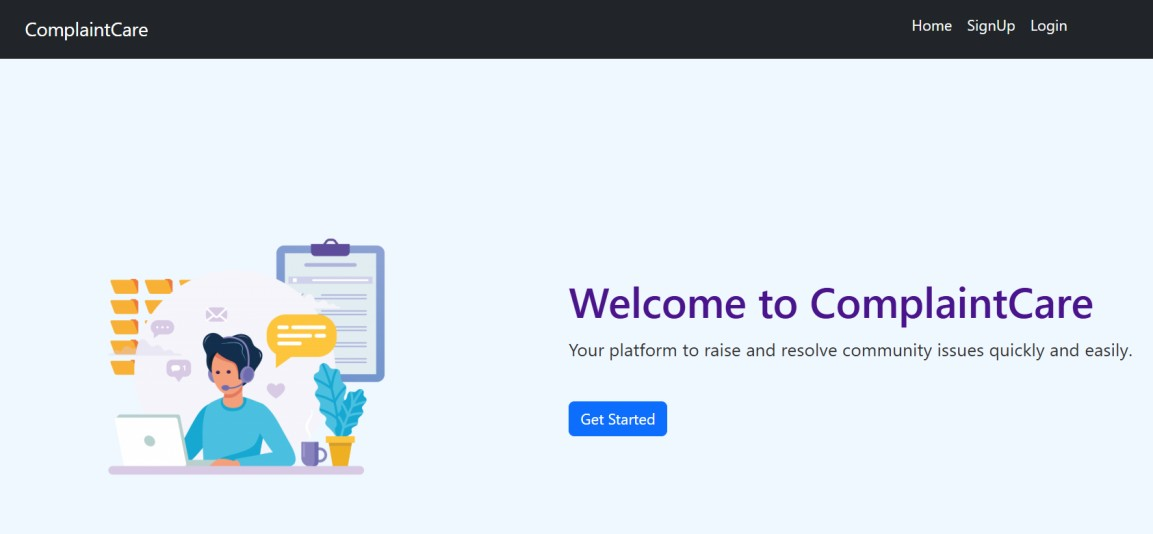 ComplaintCare
Home SignUp Login
Welcome to ComplaintCare
Your platform to raise and resolve community issues quickly and easily.
Get Started